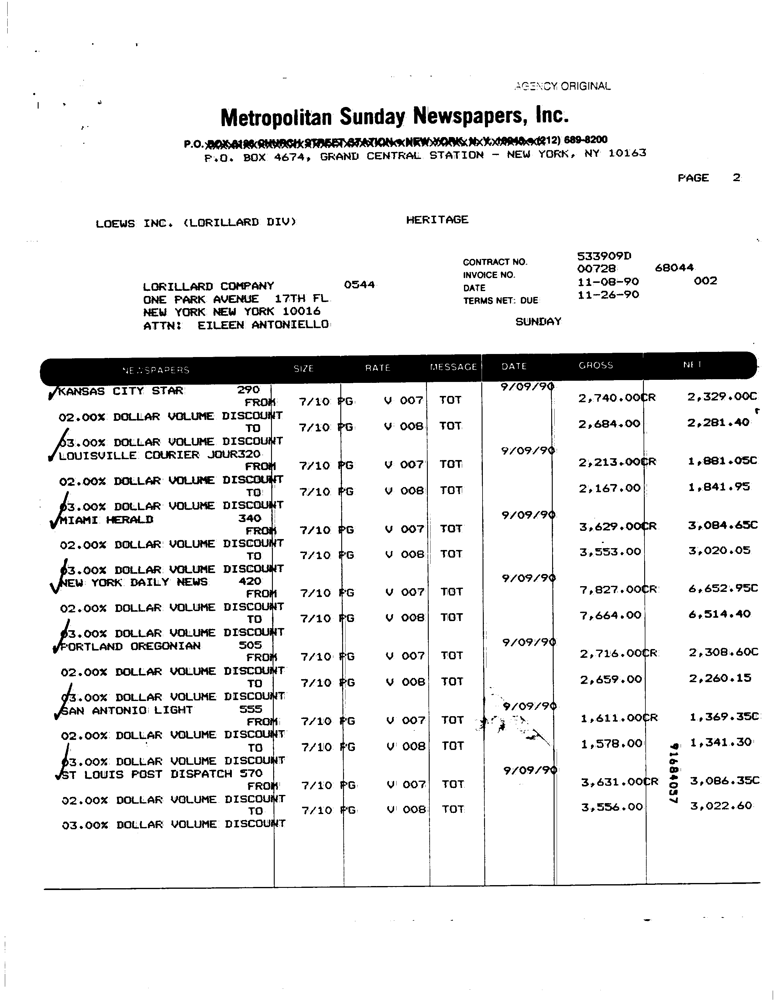 AGENCY ORIGINAL
Metropolitan Sunday Newspapers, Inc.
P.O. (212) 689-8200
P.O. BOX 4674, GRAND CENTRAL STATION - NEW YORK, NY 10163
PAGE 2
LOEWS INC. (LORILLARD DIV) HERITAGE
CONTRACT NO. 533909D
INVOICE NO. 00728 68044
LORILLARD COMPANY 0544 DATE 11-08-90 002
ONE PARK AVENUE 17TH FL TERMS NET: DUE 11-26-90
NEW YORK NEW YORK 10016
ATTN: EILEEN ANTONIELLO SUNDAY
NEWSPAPERS SIZE RATE MESSAGE DATE GROSS NET
KANSAS CITY STAR 290 9/09/90
FROM 7/10 PG V 007 TOT 2,740.00CR 2,329.00C
02.00% DOLLAR VOLUME DISCOUNT
TO 7/10 PG V 008 TOT 2,684.00 2,281.40
03.00% DOLLAR VOLUME DISCOUNT
LOUISVILLE COURIER JOUR320 9/09/90
FROM 7/10 PG V 007 TOT 2,213.00CR 1,881.05C
02.00% DOLLAR VOLUME DISCOUNT
TO 7/10 PG V 008 TOT 2,167.00 1,841.95
03.00% DOLLAR VOLUME DISCOUNT
MIAMI HERALD 340 9/09/90
FROM 7/10 PG V 007 TOT 3,629.00CR 3,084.65C
02.00% DOLLAR VOLUME DISCOUNT
TO 7/10 PG V 008 TOT 3,553.00 3,020.05
03.00% DOLLAR VOLUME DISCOUNT
NEW YORK DAILY NEWS 420 9/09/90
FROM 7/10 PG V 007 TOT 7,827.00CR 6,652.95C
02.00% DOLLAR VOLUME DISCOUNT
TO 7/10 PG V 008 TOT 7,664.00 6,514.40
03.00% DOLLAR VOLUME DISCOUNT
PORTLAND OREGONIAN 505 9/09/90
FROM 7/10 PG V 007 TOT 2,716.00CR 2,308.60C
02.00% DOLLAR VOLUME DISCOUNT
TO 7/10 PG V 008 TOT 2,659.00 2,260.15
03.00% DOLLAR VOLUME DISCOUNT
SAN ANTONIO LIGHT 555 9/09/90
FROM 7/10 PG V 007 TOT 1,611.00CR 1,369.35C
02.00% DOLLAR VOLUME DISCOUNT
TO 7/10 PG V 008 TOT 1,578.00 1,341.30
03.00% DOLLAR VOLUME DISCOUNT
ST LOUIS POST DISPATCH 570 9/09/90
FROM 7/10 PG V 007 TOT 3,631.00CR 3,086.35C
02.00% DOLLAR VOLUME DISCOUNT
TO 7/10 PG V 008 TOT 3,556.00 3,022.60
03.00% DOLLAR VOLUME DISCOUNT
91684057